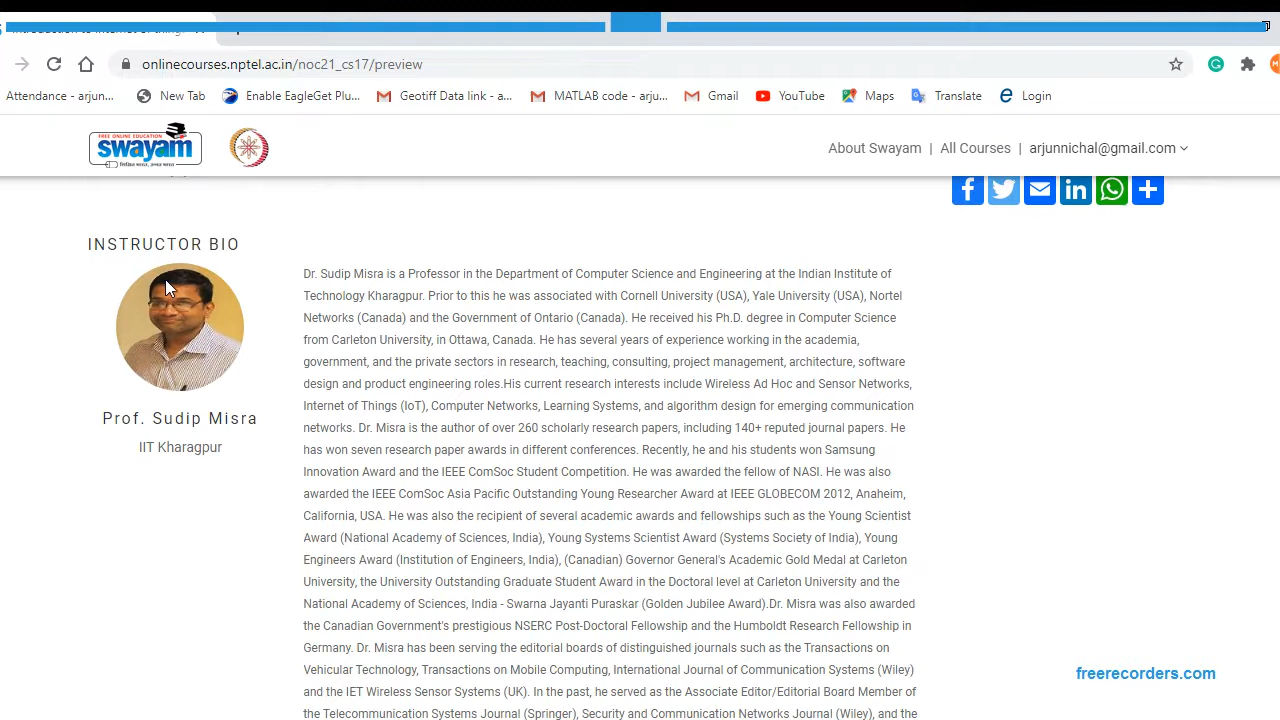 onlinecourses.nptel.ac.in/noc21_cs17/preview
Attendance - arjun... New Tab Enable EagleGet Plu... Geotiff Data link - a... MATLAB code - arju... Gmail YouTube Maps Translate Login
FREE ONLINE EDUCATION
swayam
About Swayam | All Courses | arjunnichal@gmail.com
INSTRUCTOR BIO
Prof. Sudip Misra
IIT Kharagpur
Dr. Sudip Misra is a Professor in the Department of Computer Science and Engineering at the Indian Institute of
Technology Kharagpur. Prior to this he was associated with Cornell University (USA), Yale University (USA), Nortel
Networks (Canada) and the Government of Ontario (Canada). He received his Ph.D. degree in Computer Science
from Carleton University, in Ottawa, Canada. He has several years of experience working in the academia,
government, and the private sectors in research, teaching, consulting, project management, architecture, software
design and product engineering roles.His current research interests include Wireless Ad Hoc and Sensor Networks,
Internet of Things (IoT), Computer Networks, Learning Systems, and algorithm design for emerging communication
networks. Dr. Misra is the author of over 260 scholarly research papers, including 140+ reputed journal papers. He
has won seven research paper awards in different conferences. Recently, he and his students won Samsung
Innovation Award and the IEEE ComSoc Student Competition. He was awarded the fellow of NASI. He was also
awarded the IEEE ComSoc Asia Pacific Outstanding Young Researcher Award at IEEE GLOBECOM 2012, Anaheim,
California, USA. He was also the recipient of several academic awards and fellowships such as the Young Scientist
Award (National Academy of Sciences, India), Young Systems Scientist Award (Systems Society of India), Young
Engineers Award (Institution of Engineers, India), (Canadian) Governor General's Academic Gold Medal at Carleton
University, the University Outstanding Graduate Student Award in the Doctoral level at Carleton University and the
National Academy of Sciences, India - Swarna Jayanti Puraskar (Golden Jubilee Award).Dr. Misra was also awarded
the Canadian Government's prestigious NSERC Post-Doctoral Fellowship and the Humboldt Research Fellowship in
Germany. Dr. Misra has been serving the editorial boards of distinguished journals such as the Transactions on
Vehicular Technology, Transactions on Mobile Computing, International Journal of Communication Systems (Wiley)
and the IET Wireless Sensor Systems (UK). In the past, he served as the Associate Editor/Editorial Board Member of
the Telecommunication Systems Journal (Springer), Security and Communication Networks Journal (Wiley), and the
freerecorders.com